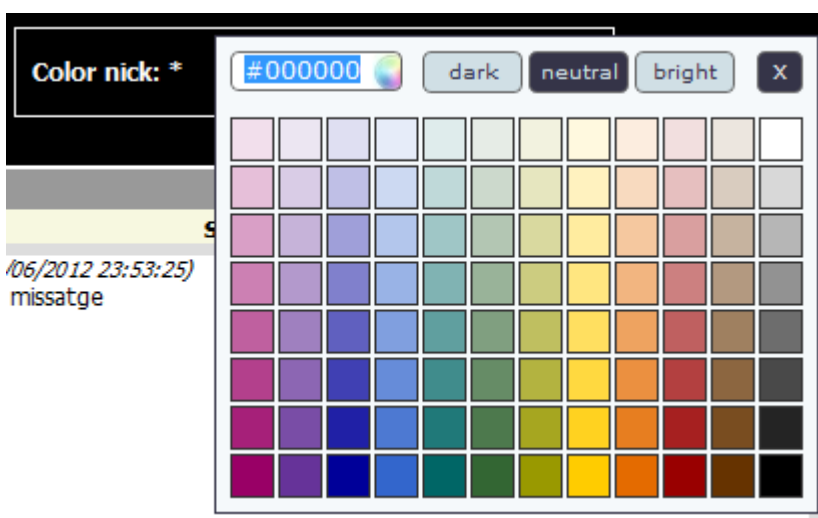 Color nick: *
#000000 dark neutral bright X
s
/06/2012 23:53:25)
missatge